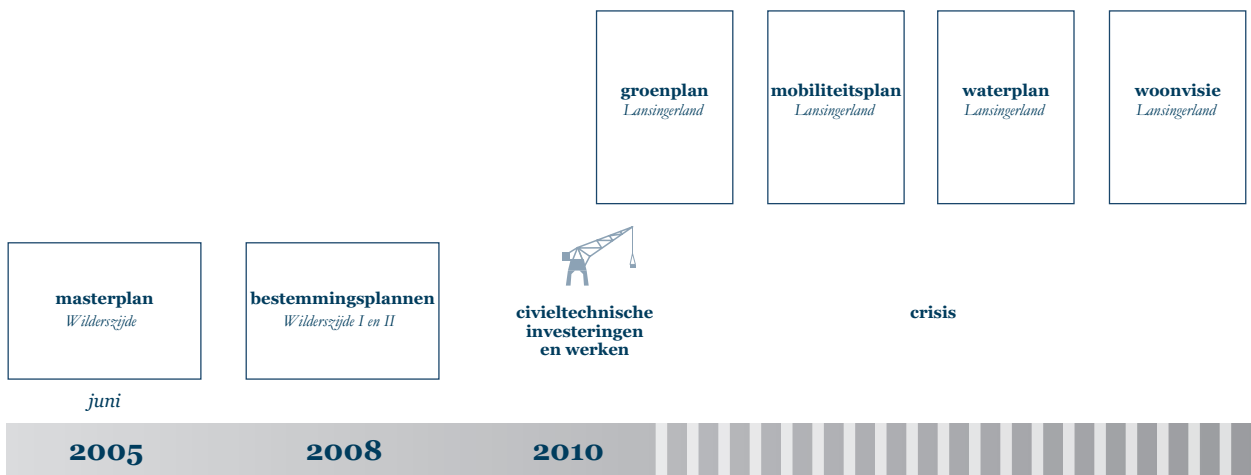 groenplan
Lansingerland
mobiliteitsplan
Lansingerland
waterplan
Lansingerland
woonvisie
Lansingerland
masterplan
Wilderszijde
bestemmingsplannen
Wilderszijde I en II
civieltechnische
investeringen
en werken
crisis
juni
2005
2008
2010